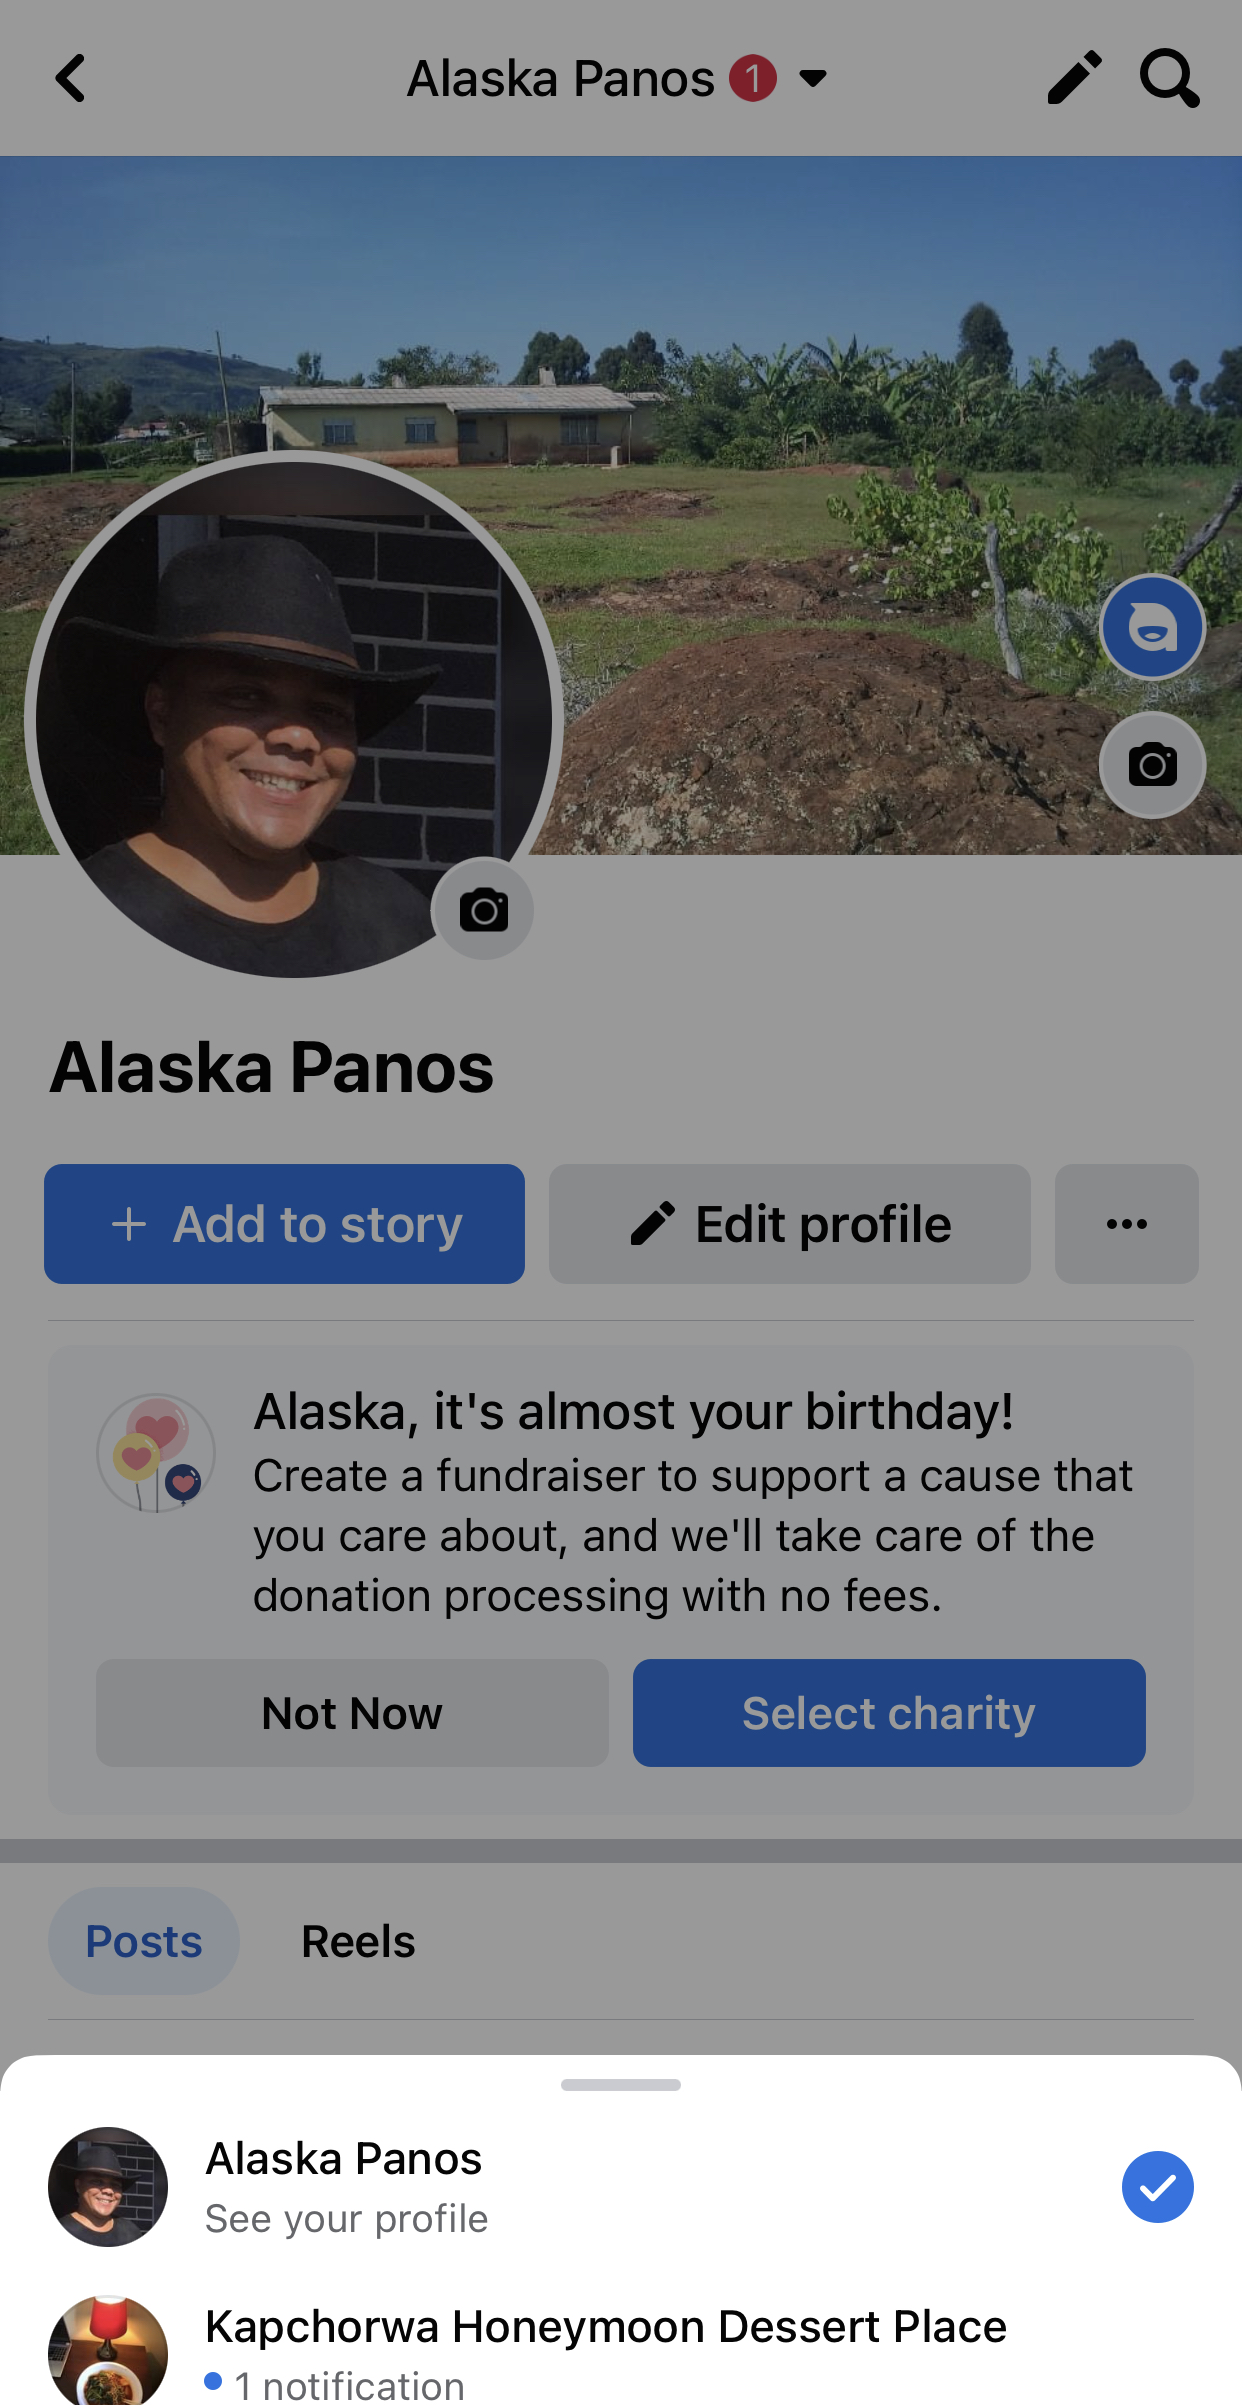 Alaska Panos 1
Alaska Panos
Add to story
Edit profile
Alaska, it's almost your birthday!
Create a fundraiser to support a cause that
you care about, and we'll take care of the
donation processing with no fees.
Not Now
Select charity
Posts
Reels
Alaska Panos
See your profile
Kapchorwa Honeymoon Dessert Place
1 notification